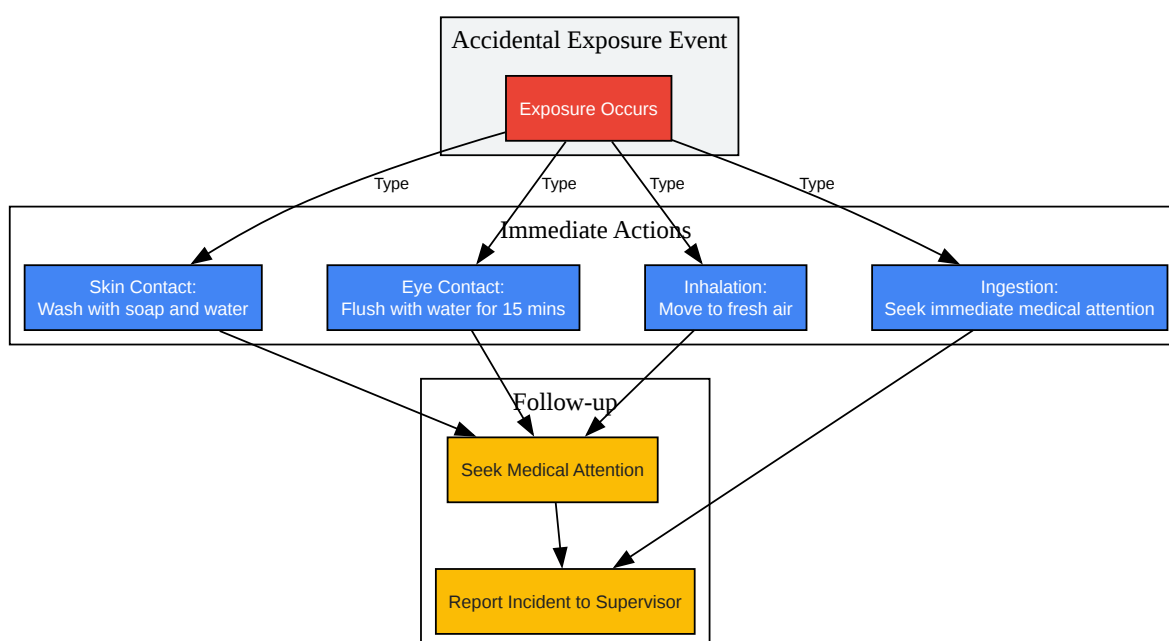 Accidental Exposure Event
Exposure Occurs
Type
Type
Type
Type
Immediate Actions
Skin Contact:
Wash with soap and water
Eye Contact:
Flush with water for 15 mins
Inhalation:
Move to fresh air
Ingestion:
Seek immediate medical attention
Follow-up
Seek Medical Attention
Report Incident to Supervisor